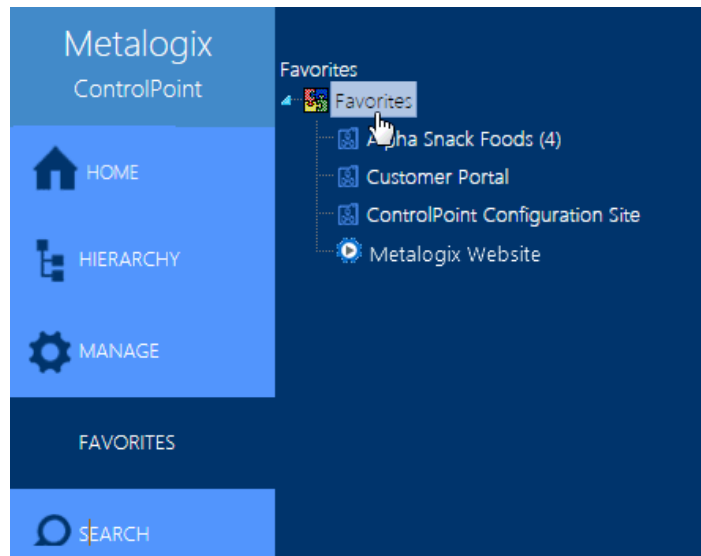 Metalogix
ControlPoint
HOME
HIERARCHY
MANAGE
FAVORITES
SEARCH
Favorites
Favorites
Alpha Snack Foods (4)
Customer Portal
ControlPoint Configuration Site
Metalogix Website